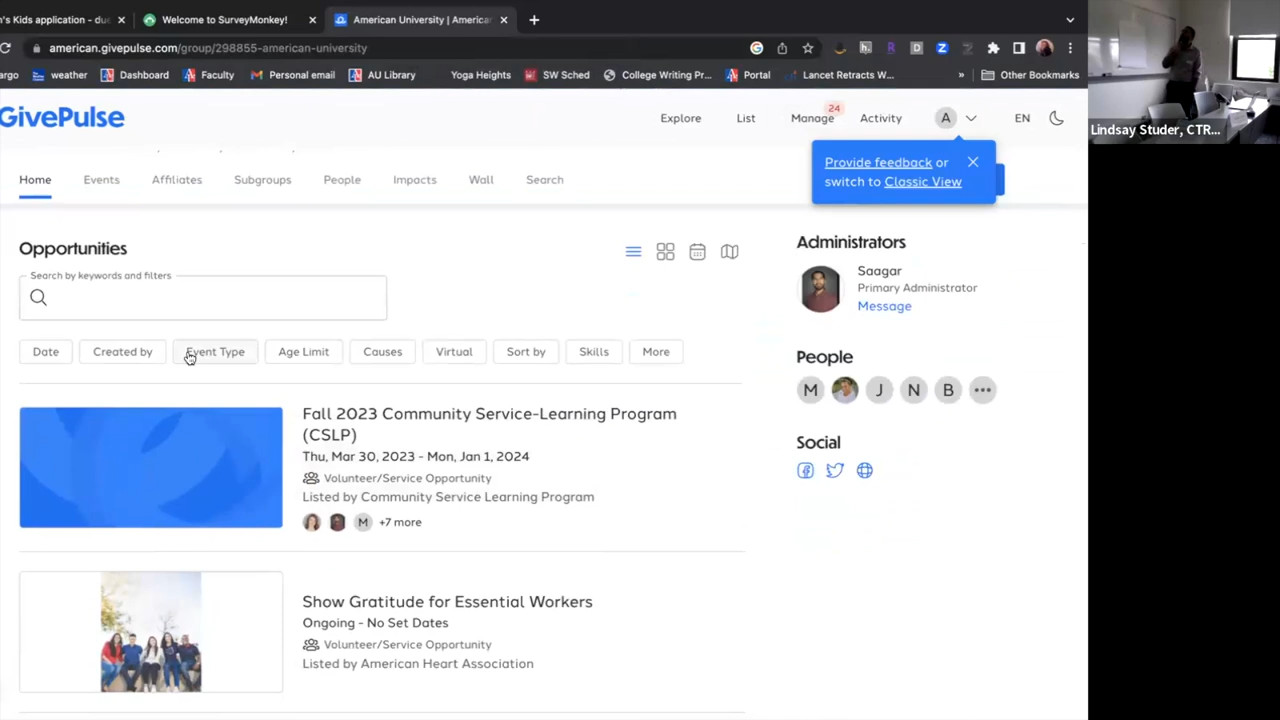 n's Kids application - du
Welcome to SurveyMonkey!
American University | America
american.givepulse.com/group/298855-american-university
argo
weather
Dashboard
Faculty
Personal email
AU Library
Yoga Heights
SW Sched
College Writing Pr...
Portal
Lancet Retracts W...
»
Other Bookmarks
Lindsay Studer, CTR...
GivePulse
Explore
List
Manage
24
Activity
A
EN
Provide feedback or
switch to Classic View
Home
Events
Affiliates
Subgroups
People
Impacts
Wall
Search
Opportunities
Search by keywords and filters
Date
Created by
Event Type
Age Limit
Causes
Virtual
Sort by
Skills
More
Fall 2023 Community Service-Learning Program
(CSLP)
Thu, Mar 30, 2023 - Mon, Jan 1, 2024
Volunteer/Service Opportunity
Listed by Community Service Learning Program
M
+7 more
Show Gratitude for Essential Workers
Ongoing - No Set Dates
Volunteer/Service Opportunity
Listed by American Heart Association
Administrators
Saagar
Primary Administrator
Message
People
M
J
N
B
Social